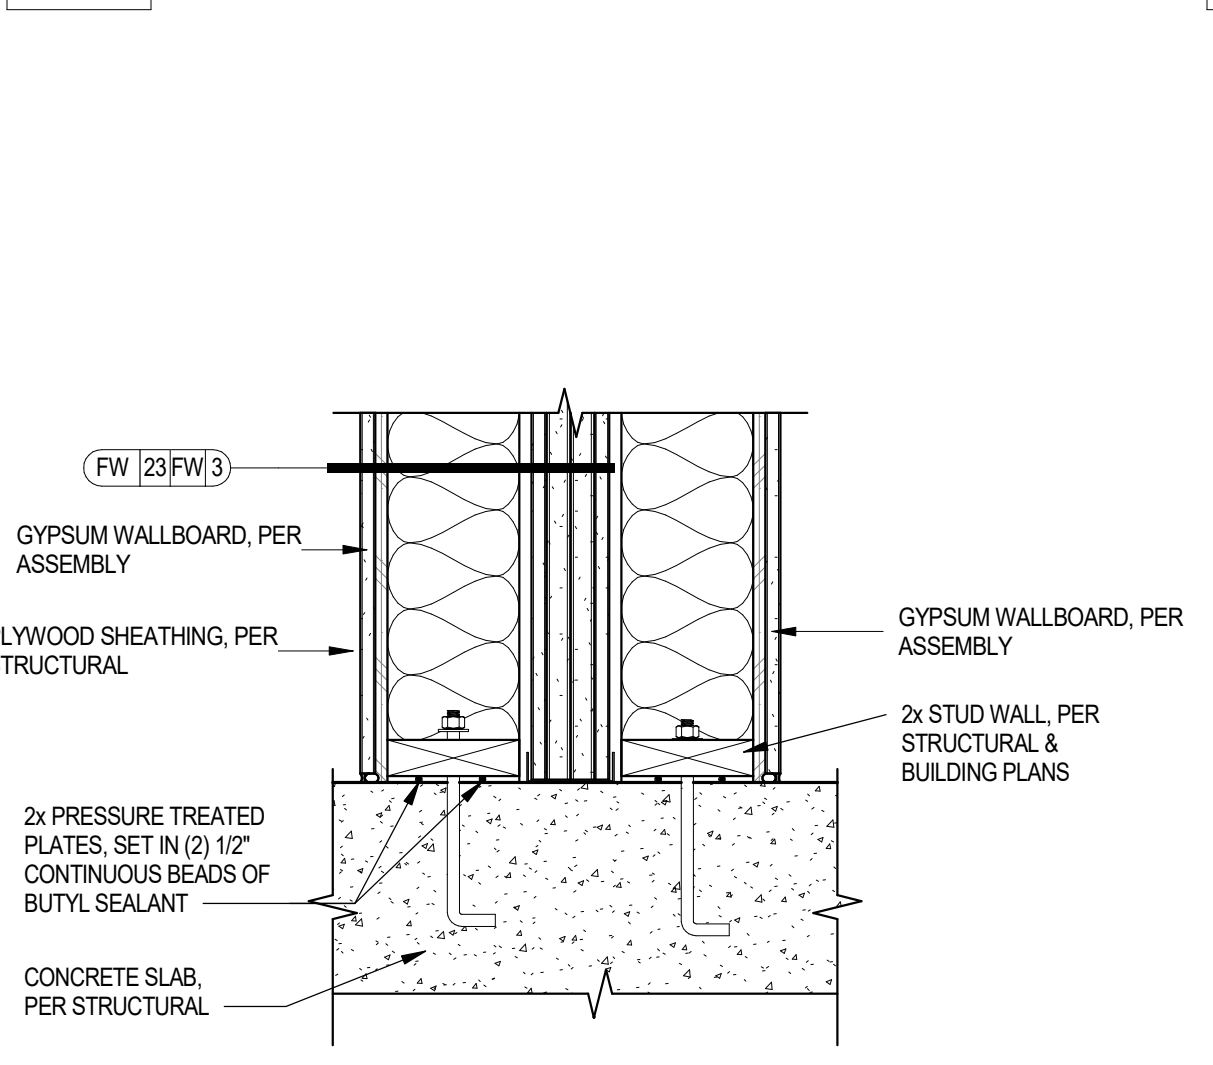 FW 23 FW 3
GYPSUM WALLBOARD, PER
ASSEMBLY
LYWOOD SHEATHING, PER
TRUCTURAL
GYPSUM WALLBOARD, PER
ASSEMBLY
2x STUD WALL, PER
STRUCTURAL &
BUILDING PLANS
2x PRESSURE TREATED
PLATES, SET IN (2) 1/2"
CONTINUOUS BEADS OF
BUTYL SEALANT
CONCRETE SLAB,
PER STRUCTURAL